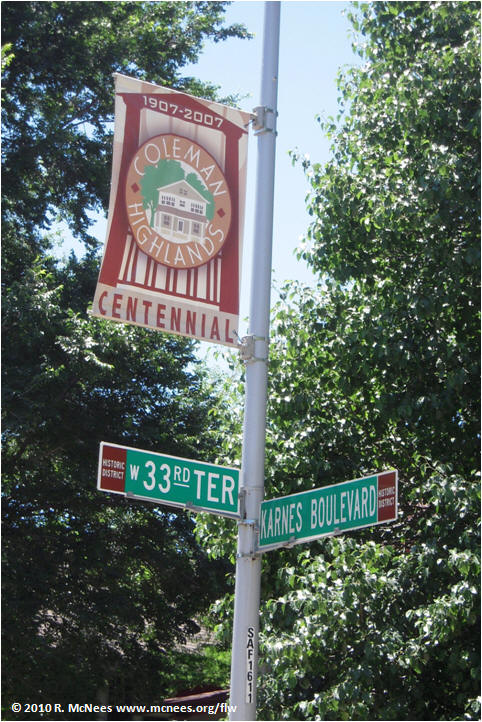 1907-2007
COLEMAN
HIGHLANDS
CENTENNIAL
HISTORIC
DISTRICT
W 33RD TER
KARNES BOULEVARD
HISTORIC
DISTRICT
SAF1611
© 2010 R. McNees www.mcnees.org/flw